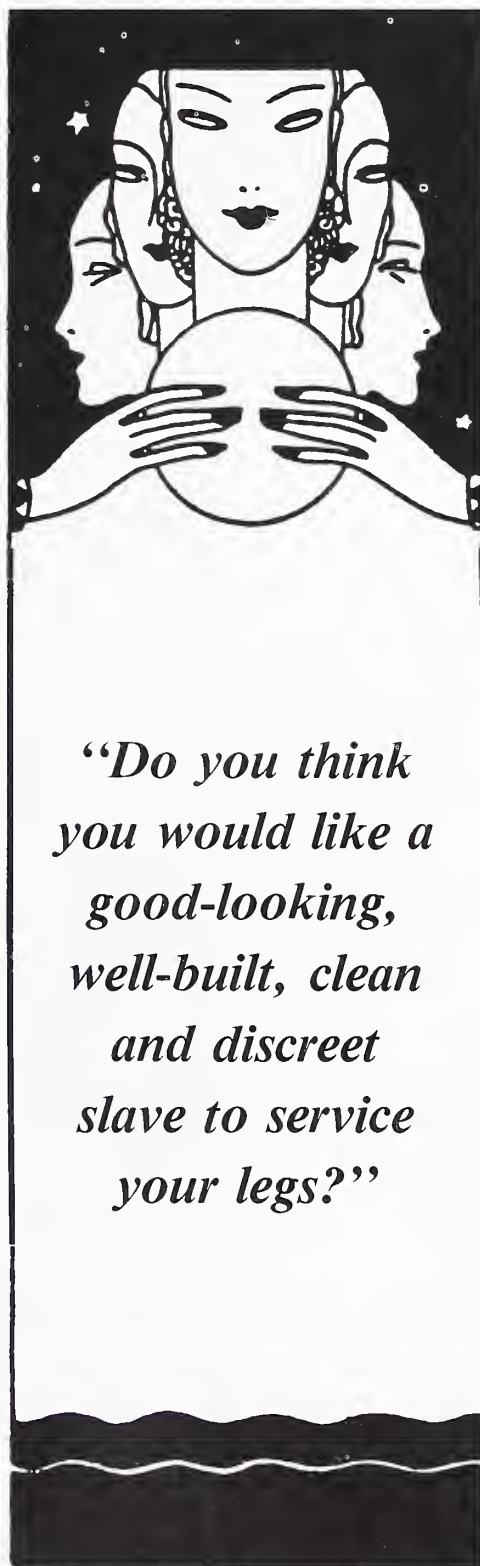 “Do you think
you would like a
good-looking,
well-built, clean
and discreet
slave to service
your legs?”